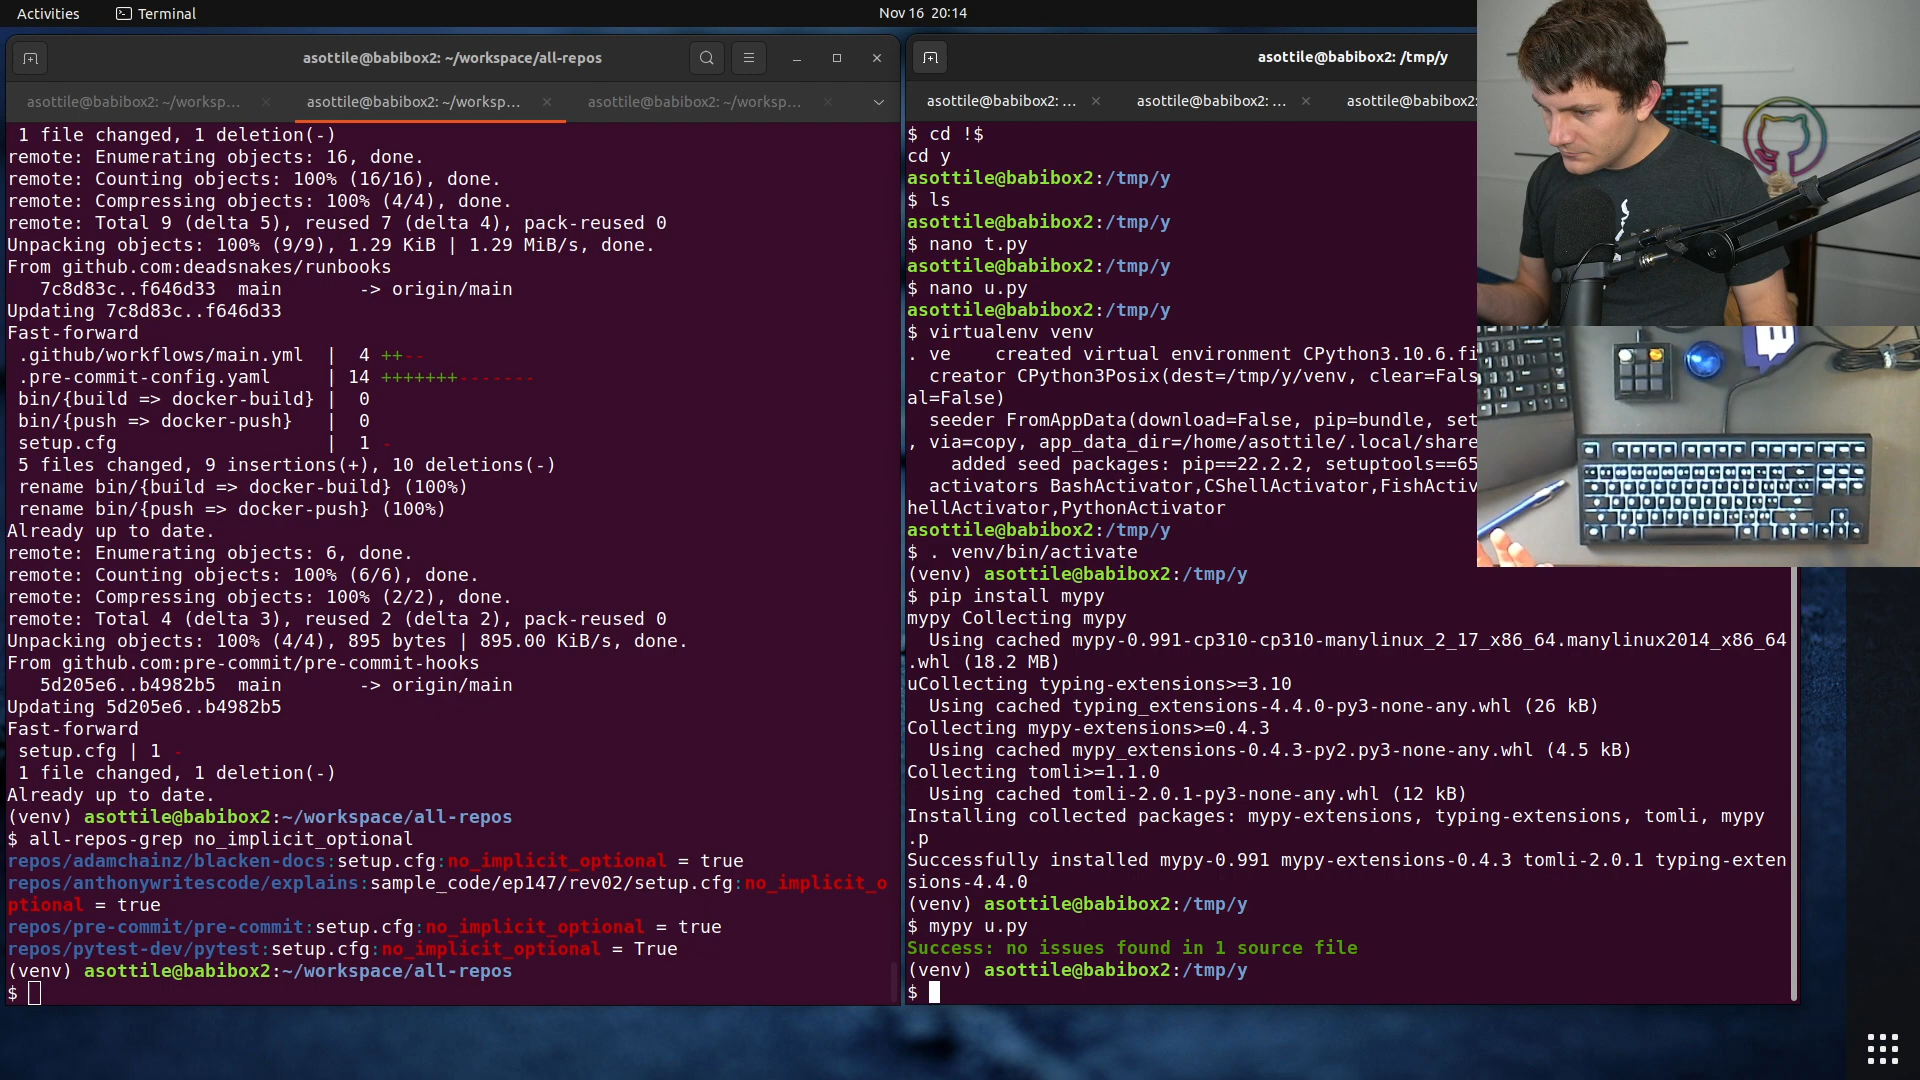 Activities
Terminal
Nov 16 20:14
asottile@babibox2: ~/workspace/all-repos
asottile@babibox2: ~/worksp...
asottile@babibox2: ~/worksp...
asottile@babibox2: ~/worksp...
1 file changed, 1 deletion(-)
remote: Enumerating objects: 16, done.
remote: Counting objects: 100% (16/16), done.
remote: Compressing objects: 100% (4/4), done.
remote: Total 9 (delta 5), reused 7 (delta 4), pack-reused 0
Unpacking objects: 100% (9/9), 1.29 KiB | 1.29 MiB/s, done.
From github.com:deadsnakes/runbooks
7c8d83c..f646d33  main       -> origin/main
Updating 7c8d83c..f646d33
Fast-forward
.github/workflows/main.yml  |  4 ++--
.pre-commit-config.yaml     | 14 +++++++-------
bin/{build => docker-build} |  0
bin/{push => docker-push}   |  0
setup.cfg                   |  1 -
5 files changed, 9 insertions(+), 10 deletions(-)
rename bin/{build => docker-build} (100%)
rename bin/{push => docker-push} (100%)
Already up to date.
remote: Enumerating objects: 6, done.
remote: Counting objects: 100% (6/6), done.
remote: Compressing objects: 100% (2/2), done.
remote: Total 4 (delta 3), reused 2 (delta 2), pack-reused 0
Unpacking objects: 100% (4/4), 895 bytes | 895.00 KiB/s, done.
From github.com:pre-commit/pre-commit-hooks
5d205e6..b4982b5  main       -> origin/main
Updating 5d205e6..b4982b5
Fast-forward
setup.cfg | 1 -
1 file changed, 1 deletion(-)
Already up to date.
(venv) asottile@babibox2:~/workspace/all-repos
$ all-repos-grep no_implicit_optional
repos/adamchainz/blacken-docs:setup.cfg:no_implicit_optional = true
repos/anthonywritescode/explains:sample_code/ep147/rev02/setup.cfg:no_implicit_o
ptional = true
repos/pre-commit/pre-commit:setup.cfg:no_implicit_optional = true
repos/pytest-dev/pytest:setup.cfg:no_implicit_optional = True
(venv) asottile@babibox2:~/workspace/all-repos
$
asottile@babibox2: /tmp/y
asottile@babibox2: ...
asottile@babibox2: ...
asottile@babibox2:
$ cd !$
cd y
asottile@babibox2:/tmp/y
$ ls
asottile@babibox2:/tmp/y
$ nano t.py
asottile@babibox2:/tmp/y
$ nano u.py
asottile@babibox2:/tmp/y
$ virtualenv venv
. ve    created virtual environment CPython3.10.6.fi
creator CPython3Posix(dest=/tmp/y/venv, clear=Fals
al=False)
seeder FromAppData(download=False, pip=bundle, set
, via=copy, app_data_dir=/home/asottile/.local/share
added seed packages: pip==22.2.2, setuptools==65
activators BashActivator,CShellActivator,FishActiv
hellActivator,PythonActivator
asottile@babibox2:/tmp/y
$ . venv/bin/activate
(venv) asottile@babibox2:/tmp/y
$ pip install mypy
mypy Collecting mypy
Using cached mypy-0.991-cp310-cp310-manylinux_2_17_x86_64.manylinux2014_x86_64
.whl (18.2 MB)
uCollecting typing-extensions>=3.10
Using cached typing_extensions-4.4.0-py3-none-any.whl (26 kB)
Collecting mypy-extensions>=0.4.3
Using cached mypy_extensions-0.4.3-py2.py3-none-any.whl (4.5 kB)
Collecting tomli>=1.1.0
Using cached tomli-2.0.1-py3-none-any.whl (12 kB)
Installing collected packages: mypy-extensions, typing-extensions, tomli, mypy
.p
Successfully installed mypy-0.991 mypy-extensions-0.4.3 tomli-2.0.1 typing-exten
sions-4.4.0
(venv) asottile@babibox2:/tmp/y
$ mypy u.py
Success: no issues found in 1 source file
(venv) asottile@babibox2:/tmp/y
$